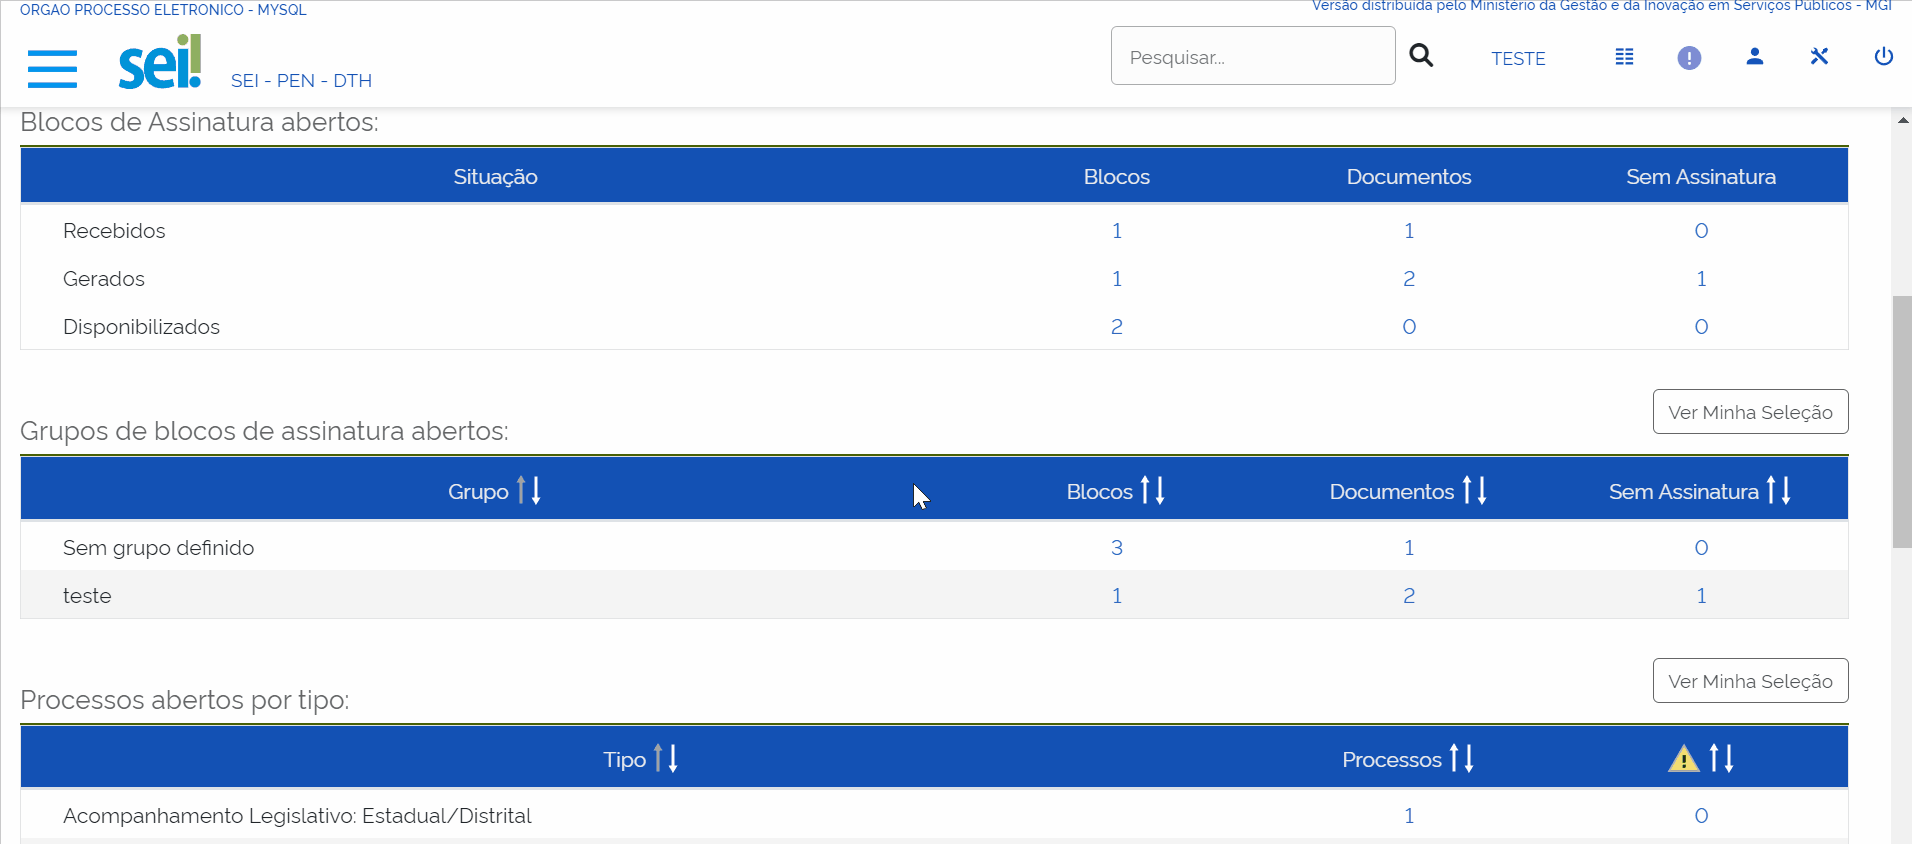 ORGAO PROCESSO ELETRONICO - MYSQL
Versão distribuída pelo Ministério da Gestão e da Inovação em Serviços Públicos - MGI
sei!
SEI - PEN - DTH
Pesquisar...
TESTE
Blocos de Assinatura abertos:
Situação Blocos Documentos Sem Assinatura
Recebidos 1 1 0
Gerados 1 2 1
Disponibilizados 2 0 0
Ver Minha Seleção
Grupos de blocos de assinatura abertos:
Grupo Blocos Documentos Sem Assinatura
Sem grupo definido 3 1 0
teste 1 2 1
Ver Minha Seleção
Processos abertos por tipo:
Tipo Processos
Acompanhamento Legislativo: Estadual/Distrital 1 0